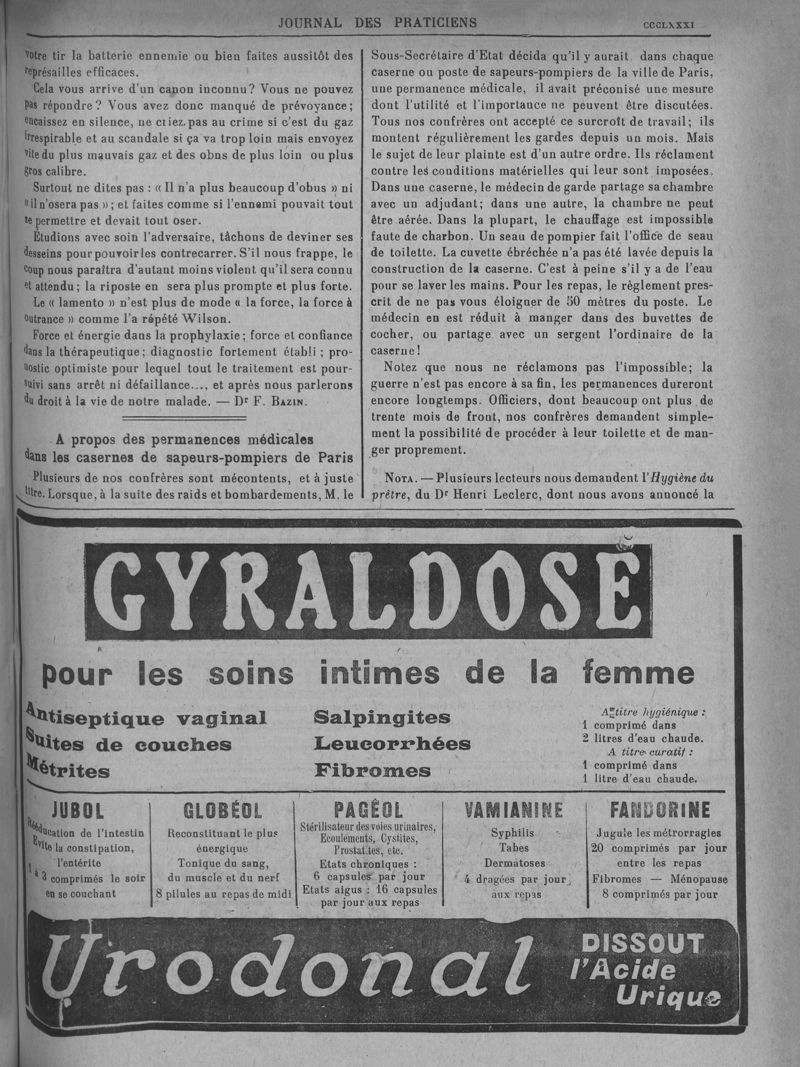 JOURNAL DES PRATICIENS
CCCLXXXI
votre tir la batterie ennemie ou bien faites aussitôt des
représailles efficaces.
Cela vous arrive d'un canon inconnu? Vous ne pouvez
pas répondre? Vous avez donc manqué de prévoyance;
encaissez en silence, ne criez pas au crime si c'est du gaz
irrespirable et au scandale si ça va trop loin mais envoyez
vite du plus mauvais gaz et des obus de plus loin ou plus
gros calibre.
Surtout ne dites pas : « Il n'a plus beaucoup d'obus » ni
« il n'osera pas » ; et faites comme si l'ennemi pouvait tout
se permettre et devait tout oser.
Étudions avec soin l'adversaire, tâchons de deviner ses
desseins pour pouvoir les contrecarrer. S'il nous frappe, le
coup nous paraîtra d'autant moins violent qu'il sera connu
et attendu; la riposte en sera plus prompte et plus forte.
Le « lamento » n'est plus de mode « la force, la force à
outrance » comme l'a répété Wilson.
Force et énergie dans la prophylaxie; force et confiance
dans la thérapeutique; diagnostic fortement établi ; pro-
nostic optimiste pour lequel tout le traitement est pour-
suivi sans arrêt ni défaillance..., et après nous parlerons
du droit à la vie de notre malade. — Dr F. BAZIN.
A propos des permanences médicales
dans les casernes de sapeurs-pompiers de Paris
Plusieurs de nos confrères sont mécontents, et à juste
titre. Lorsque, à la suite des raids et bombardements, M. le
Sous-Secrétaire d'Etat décida qu'il y aurait dans chaque
caserne ou poste de sapeurs-pompiers de la ville de Paris,
une permanence médicale, il avait préconisé une mesure
dont l'utilité et l'importance ne peuvent être discutées.
Tous nos confrères ont accepté ce surcroît de travail; ils
montent régulièrement les gardes depuis un mois. Mais
le sujet de leur plainte est d'un autre ordre. Ils réclament
contre les conditions matérielles qui leur sont imposées.
Dans une caserne, le médecin de garde partage sa chambre
avec un adjudant; dans une autre, la chambre ne peut
être aérée. Dans la plupart, le chauffage est impossible
faute de charbon. Un seau de pompier fait l'office de seau
de toilette. La cuvette ébréchée n'a pas été lavée depuis la
construction de la caserne. C'est à peine s'il y a de l'eau
pour se laver les mains. Pour les repas, le règlement pres-
crit de ne pas vous éloigner de 50 mètres du poste. Le
médecin en est réduit à manger dans des buvettes de
cocher, ou partage avec un sergent l'ordinaire de la
caserne!
Notez que nous ne réclamons pas l'impossible; la
guerre n'est pas encore à sa fin, les permanences dureront
encore longtemps. Officiers, dont beaucoup ont plus de
trente mois de front, nos confrères demandent simple-
ment la possibilité de procéder à leur toilette et de man-
ger proprement.
NOTA. — Plusieurs lecteurs nous demandent l'Hygiène du
prêtre, du Dr Henri Leclerc, dont nous avons annoncé la
GYRALDOSE
pour les soins intimes de la femme
Antiseptique vaginal
Suites de couches
Métrites
Salpingites
Leucorrhées
Fibromes
A titre hygiénique :
1 comprimé dans
2 litres d'eau chaude.
A titre curatif :
1 comprimé dans
1 litre d'eau chaude.
JUBOL
Rééducation de l'intestin
Evite la constipation,
l'entérite
1 à 3 comprimés le soir
en se couchant
GLOBÉOL
Reconstituant le plus
énergique
Tonique du sang,
du muscle et du nerf
8 pilules au repas de midi
PAGÉOL
Stérilisateur des voies urinaires,
Ecoulements, Cystites,
Prostatites, etc.
Etats chroniques :
6 capsules par jour
Etats aigus : 16 capsules
par jour aux repas
VAMIANINE
Syphilis
Tabes
Dermatoses
4 dragées par jour
aux repas
FANDORINE
Jugule les métrorragies
20 comprimés par jour
entre les repas
Fibromes — Ménopause
8 comprimés par jour
Urodonal
DISSOUT
l'Acide
Urique